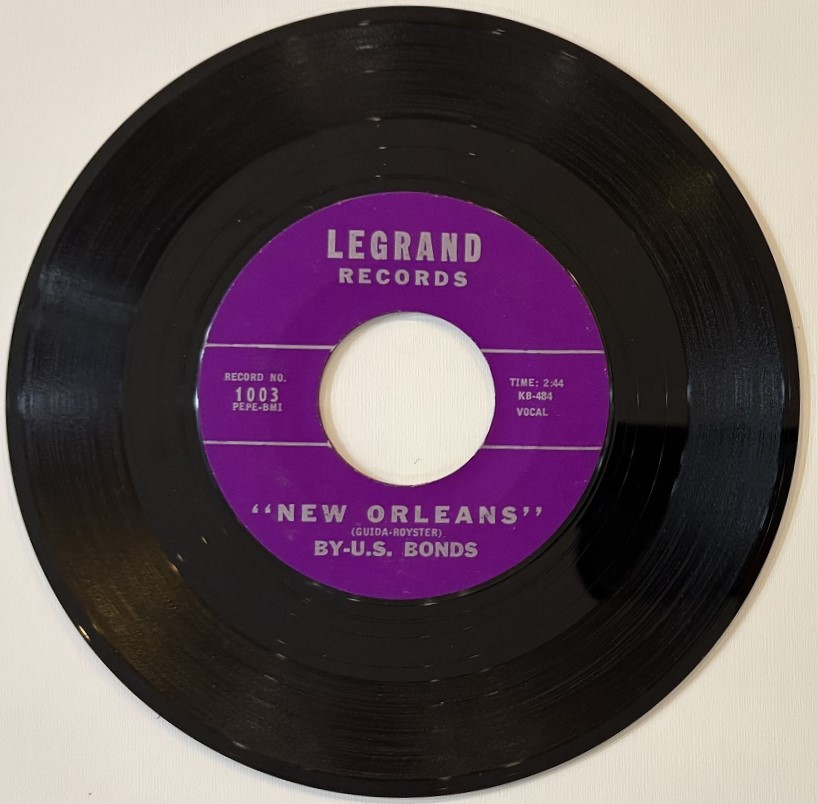 LEGRAND
RECORDS
RECORD NO.
1003
PEPE-BMI
TIME: 2:44
KB-484
VOCAL
"NEW ORLEANS"
(GUIDA-ROYSTER)
BY-U.S. BONDS